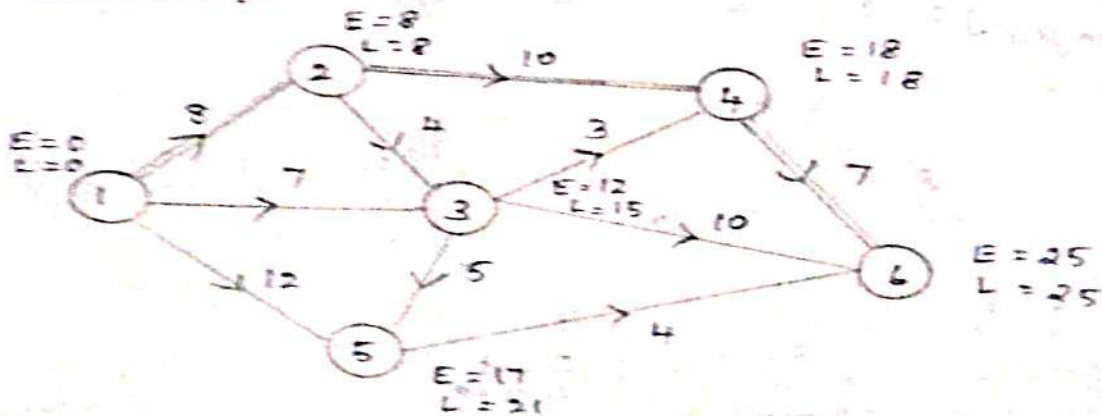 E = 8
L = 8
2
10
E = 18
L = 18
4
8
4
3
7
E = 0
L = 0
1
7
3
E = 12
L = 15
10
6
E = 25
L = 25
12
5
4
5
E = 17
L = 21